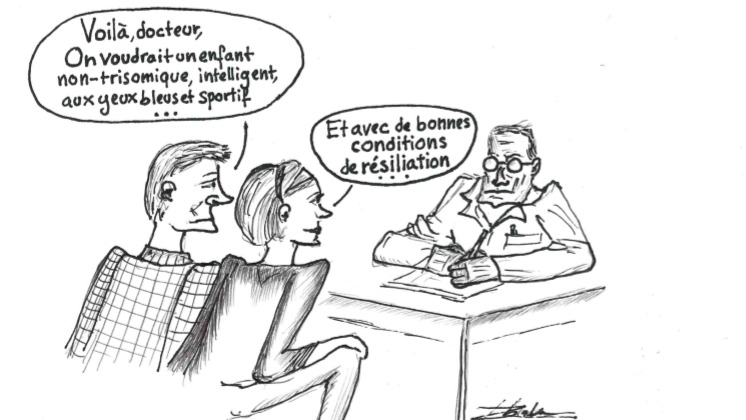 Voilà, docteur,
On voudrait un enfant
non-trisomique, intelligent,
aux yeux bleus et sportif
...
Et avec de bonnes
conditions
de résiliation
...